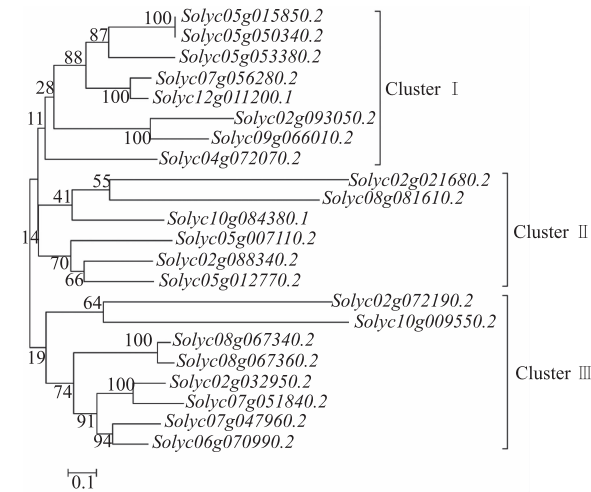 100 Solyc05g015850.2
87
Solyc05g050340.2
88
Solyc05g053380.2
Solyc07g056280.2
28
100
Solyc12g011200.1
Cluster Ⅰ
11
Solyc02g093050.2
100
Solyc09g066010.2
Solyc04g072070.2
55
Solyc02g021680.2
41
Solyc08g081610.2
Solyc10g084380.1
14
Solyc05g007110.2
Cluster Ⅱ
70
Solyc02g088340.2
66
Solyc05g012770.2
64
Solyc02g072190.2
Solyc10g009550.2
19
100
Solyc08g067340.2
Solyc08g067360.2
Cluster Ⅲ
74
100
Solyc02g032950.2
Solyc07g051840.2
91
Solyc07g047960.2
94
Solyc06g070990.2
0.1